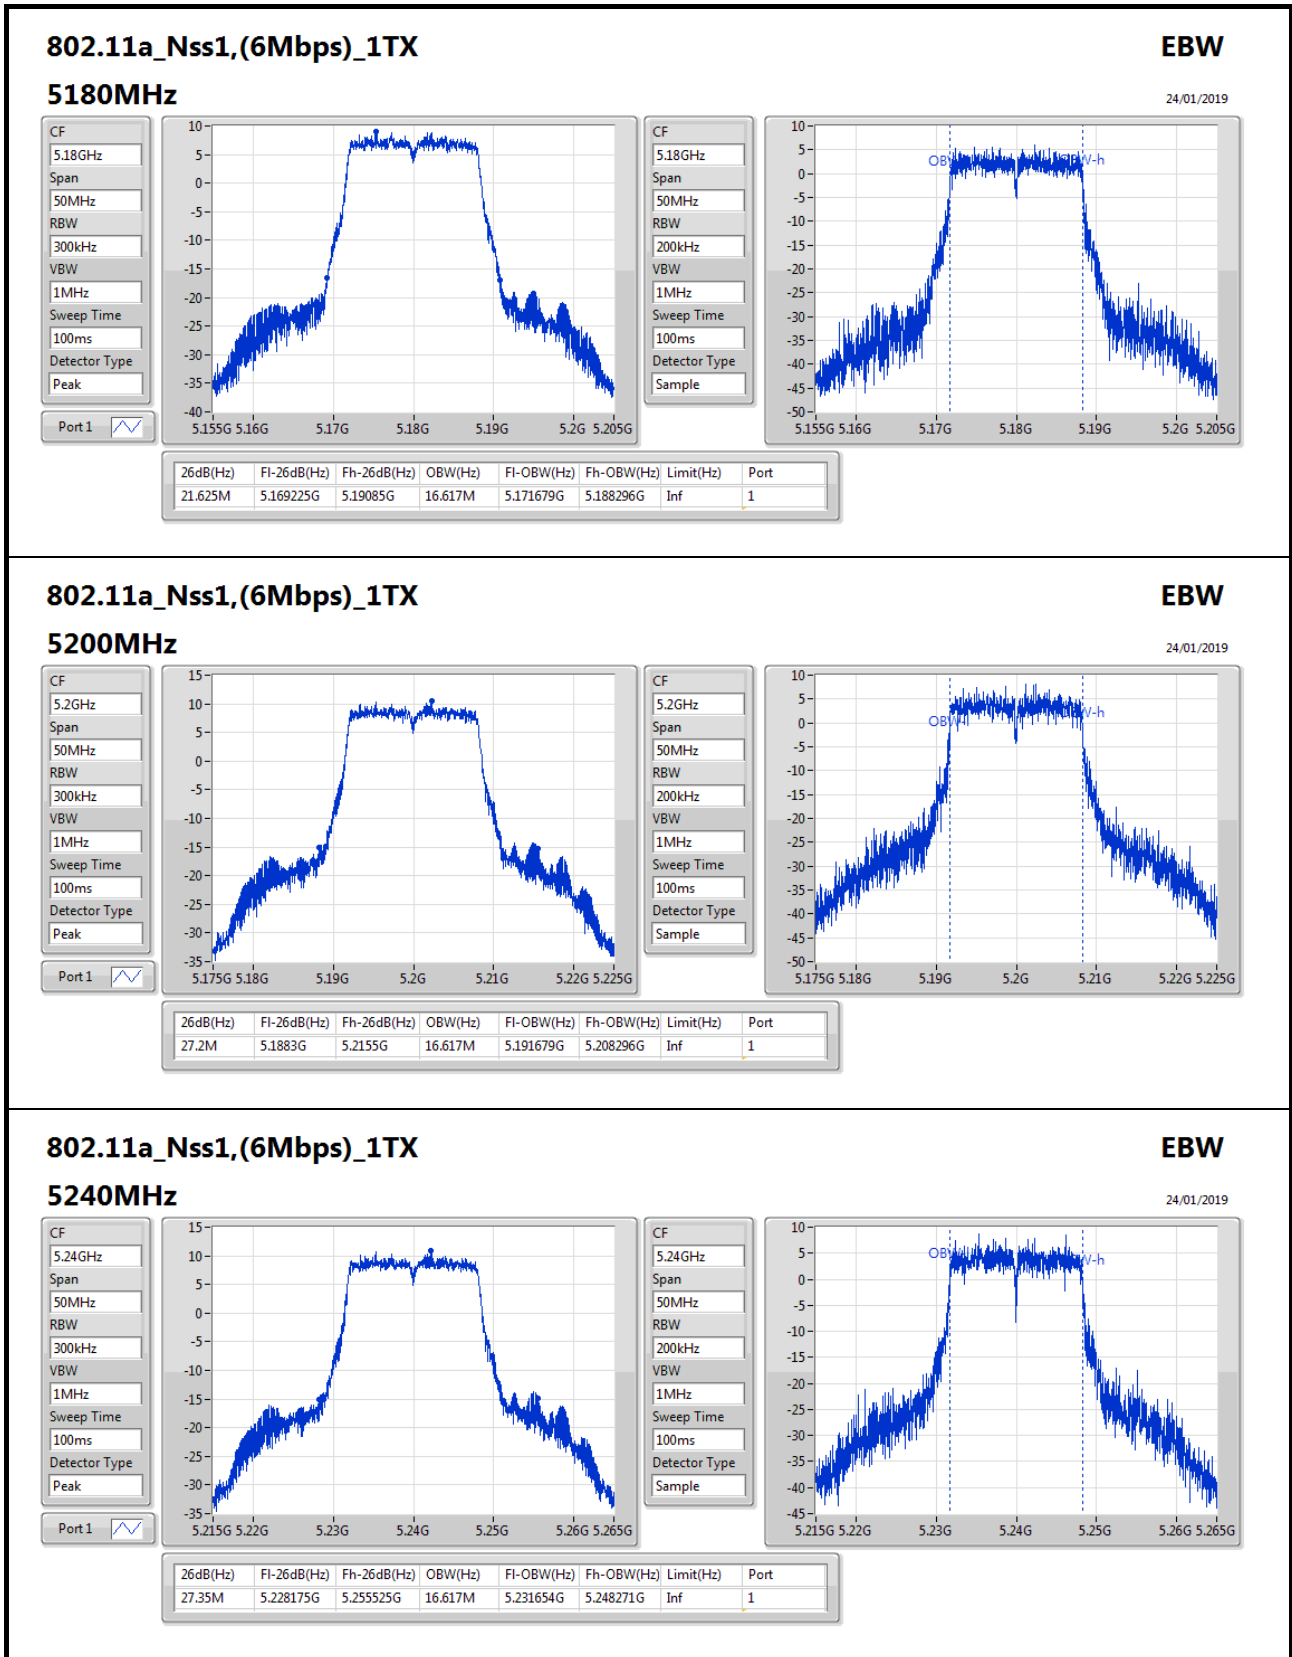 802.11a_Nss1,(6Mbps)_1TX EBW
5180MHz 24/01/2019
CF
5.18GHz
Span
50MHz
RBW
300kHz
VBW
1MHz
Sweep Time
100ms
Detector Type
Peak
Port 1
10
5
0
-5
-10
-15
-20
-25
-30
-35
-40
5.155G 5.16G 5.17G 5.18G 5.19G 5.2G 5.205G
CF
5.18GHz
Span
50MHz
RBW
200kHz
VBW
1MHz
Sweep Time
100ms
Detector Type
Sample
10
5
0
-5
-10
-15
-20
-25
-30
-35
-40
-45
-50
5.155G 5.16G 5.17G 5.18G 5.19G 5.2G 5.205G
26dB(Hz) Fl-26dB(Hz) Fh-26dB(Hz) OBW(Hz) Fl-OBW(Hz) Fh-OBW(Hz) Limit(Hz) Port
21.625M 5.169225G 5.19085G 16.617M 5.171679G 5.188296G Inf 1
802.11a_Nss1,(6Mbps)_1TX EBW
5200MHz 24/01/2019
CF
5.2GHz
Span
50MHz
RBW
300kHz
VBW
1MHz
Sweep Time
100ms
Detector Type
Peak
Port 1
15
10
5
0
-5
-10
-15
-20
-25
-30
-35
5.175G 5.18G 5.19G 5.2G 5.21G 5.22G 5.225G
CF
5.2GHz
Span
50MHz
RBW
200kHz
VBW
1MHz
Sweep Time
100ms
Detector Type
Sample
10
5
0
-5
-10
-15
-20
-25
-30
-35
-40
-45
-50
5.175G 5.18G 5.19G 5.2G 5.21G 5.22G 5.225G
26dB(Hz) Fl-26dB(Hz) Fh-26dB(Hz) OBW(Hz) Fl-OBW(Hz) Fh-OBW(Hz) Limit(Hz) Port
27.2M 5.1883G 5.2155G 16.617M 5.191679G 5.208296G Inf 1
802.11a_Nss1,(6Mbps)_1TX EBW
5240MHz 24/01/2019
CF
5.24GHz
Span
50MHz
RBW
300kHz
VBW
1MHz
Sweep Time
100ms
Detector Type
Peak
Port 1
15
10
5
0
-5
-10
-15
-20
-25
-30
-35
5.215G 5.22G 5.23G 5.24G 5.25G 5.26G 5.265G
CF
5.24GHz
Span
50MHz
RBW
200kHz
VBW
1MHz
Sweep Time
100ms
Detector Type
Sample
10
5
0
-5
-10
-15
-20
-25
-30
-35
-40
-45
5.215G 5.22G 5.23G 5.24G 5.25G 5.26G 5.265G
26dB(Hz) Fl-26dB(Hz) Fh-26dB(Hz) OBW(Hz) Fl-OBW(Hz) Fh-OBW(Hz) Limit(Hz) Port
27.35M 5.228175G 5.255525G 16.617M 5.231654G 5.248271G Inf 1